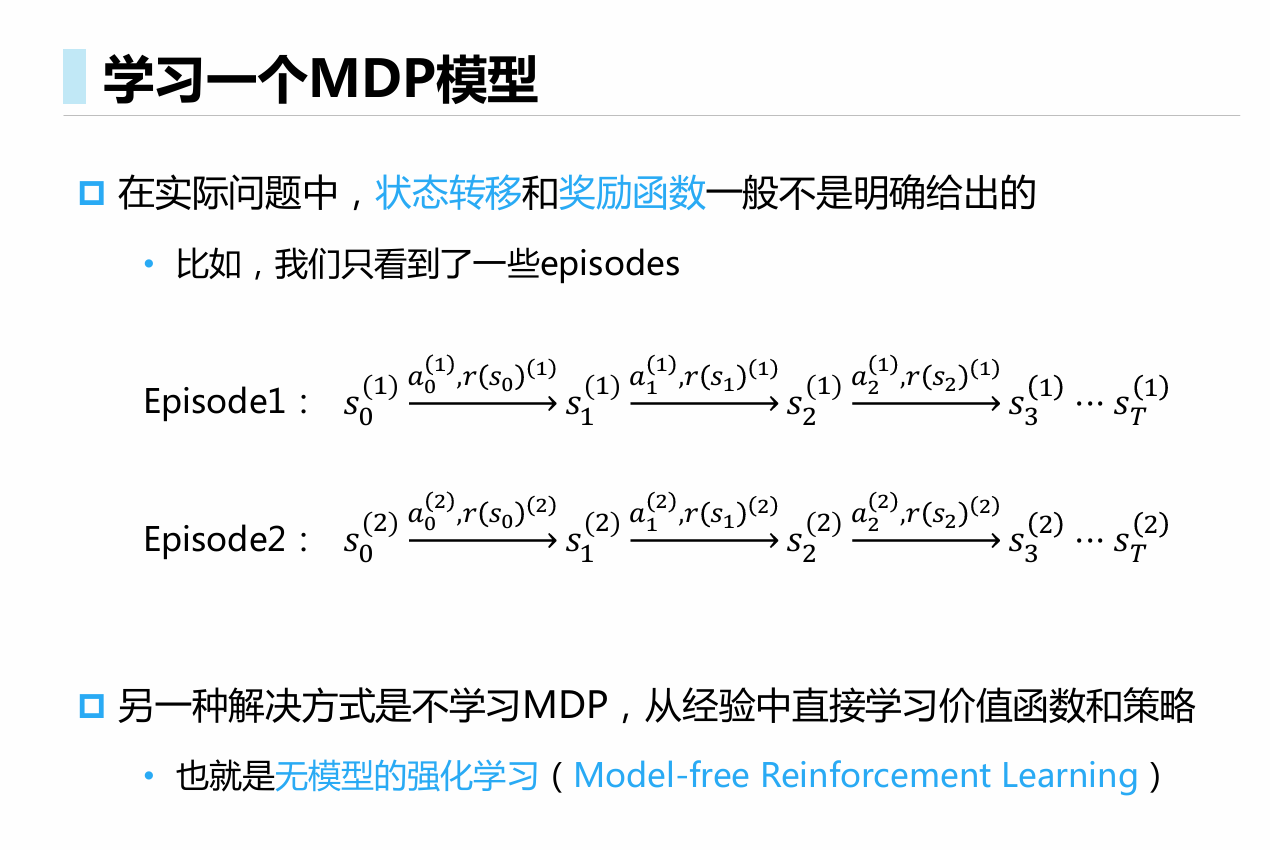 学习一个MDP模型
在实际问题中，状态转移和奖励函数一般不是明确给出的
• 比如，我们只看到了一些episodes
Episode1： $s_0^{(1)} \xrightarrow{a_0^{(1)},r(s_0)^{(1)}} s_1^{(1)} \xrightarrow{a_1^{(1)},r(s_1)^{(1)}} s_2^{(1)} \xrightarrow{a_2^{(1)},r(s_2)^{(1)}} s_3^{(1)} \cdots s_T^{(1)}$
Episode2： $s_0^{(2)} \xrightarrow{a_0^{(2)},r(s_0)^{(2)}} s_1^{(2)} \xrightarrow{a_1^{(2)},r(s_1)^{(2)}} s_2^{(2)} \xrightarrow{a_2^{(2)},r(s_2)^{(2)}} s_3^{(2)} \cdots s_T^{(2)}$
另一种解决方式是不学习MDP，从经验中直接学习价值函数和策略
• 也就是无模型的强化学习（Model-free Reinforcement Learning）